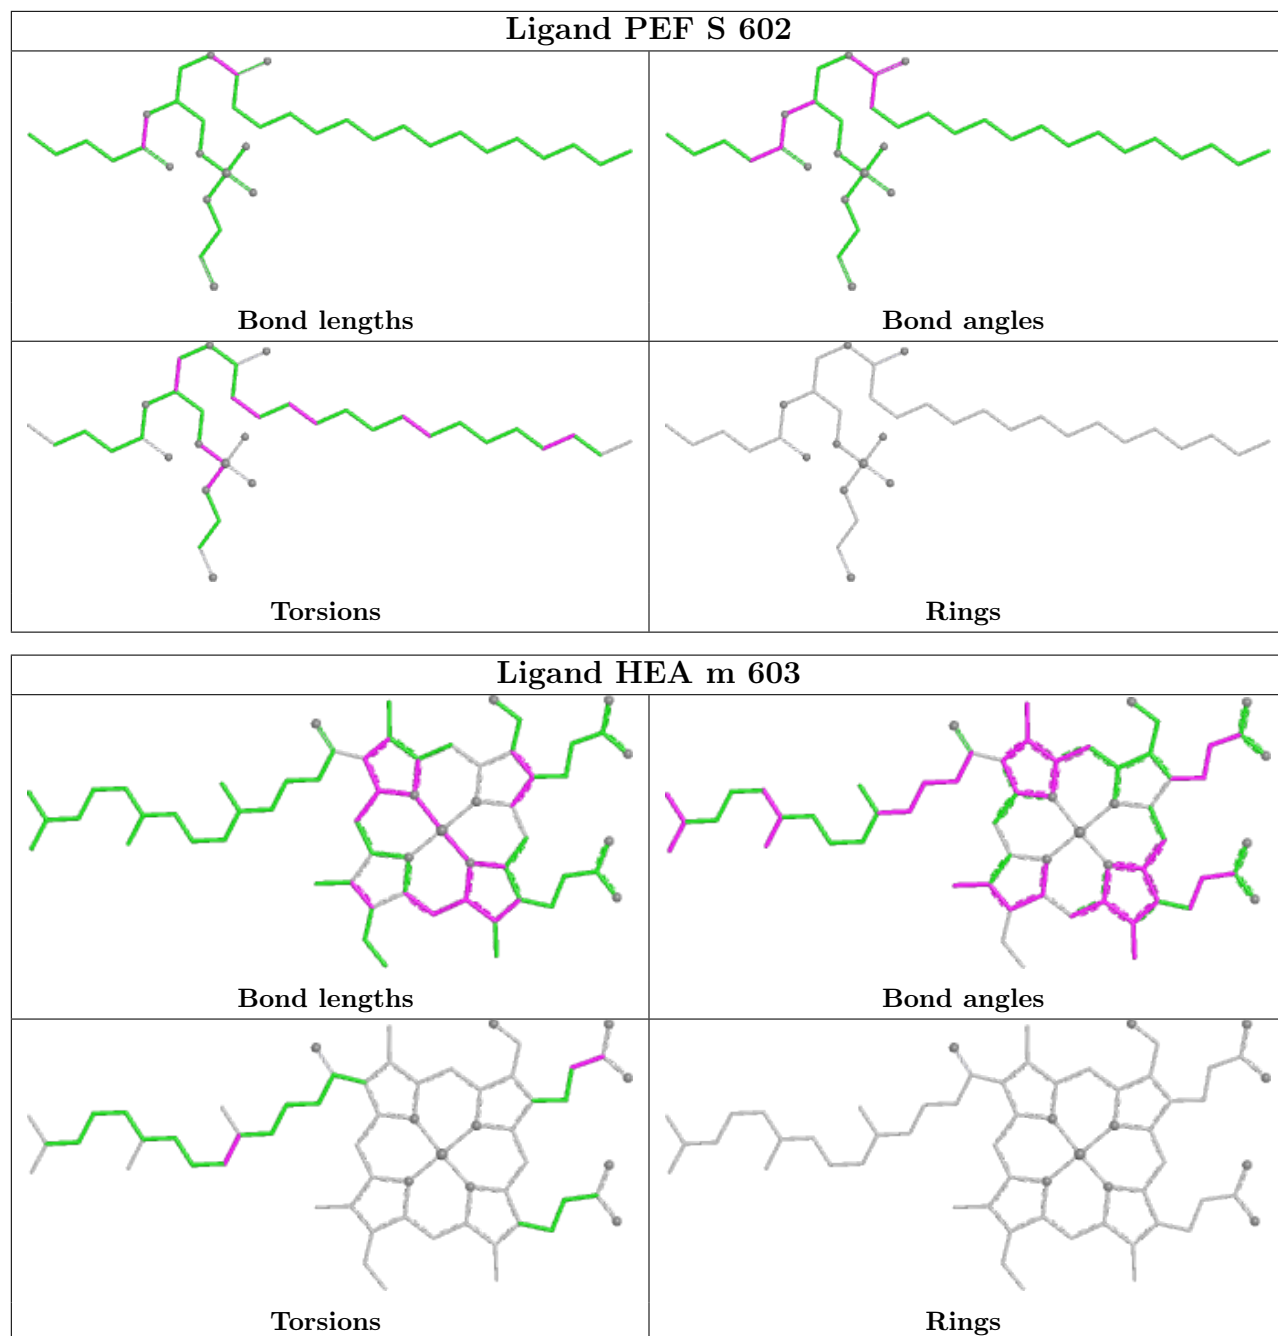 Ligand PEF S 602
Bond lengths
Bond angles
Torsions
Rings
Ligand HEA m 603
Bond lengths
Bond angles
Torsions
Rings